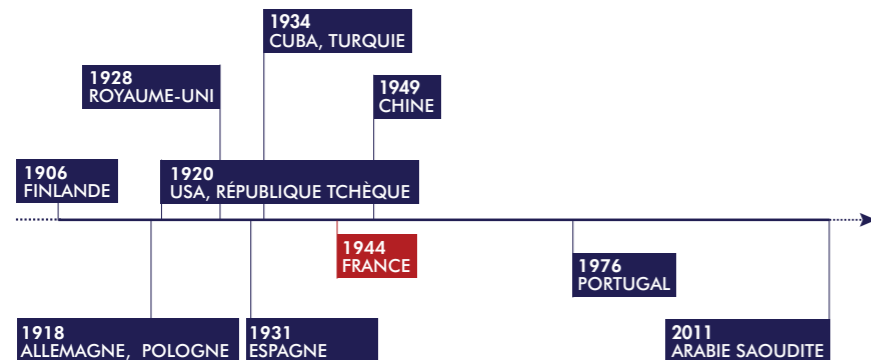 1934
CUBA, TURQUIE
1928
ROYAUME-UNI
1949
CHINE
1906
FINLANDE
1920
USA, RÉPUBLIQUE TCHÈQUE
1944
FRANCE
1976
PORTUGAL
1918
ALLEMAGNE, POLOGNE
1931
ESPAGNE
2011
ARABIE SAOUDITE